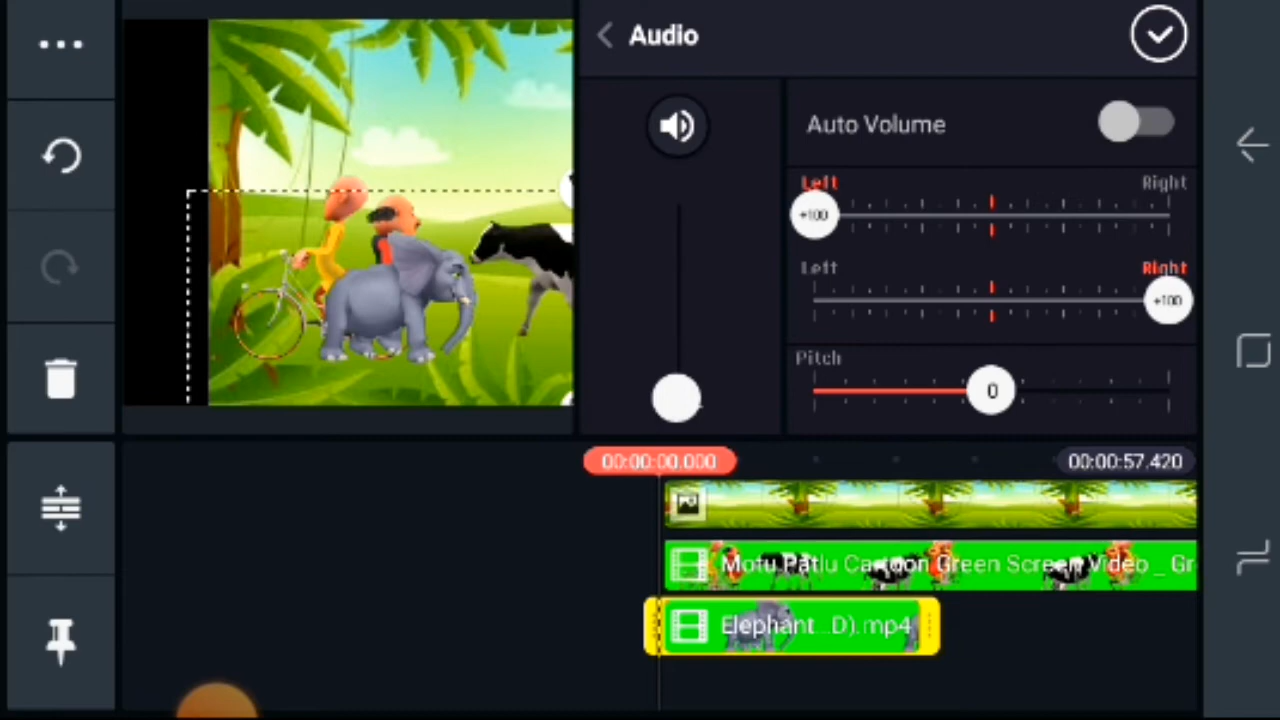 Audio
Auto Volume
Left
Right
+100
Left
Right
+100
Pitch
0
00:00:00.000
00:00:57.420
Motu Patlu Cartoon Green Screen Video _ Gr
Elephant...D).mp4